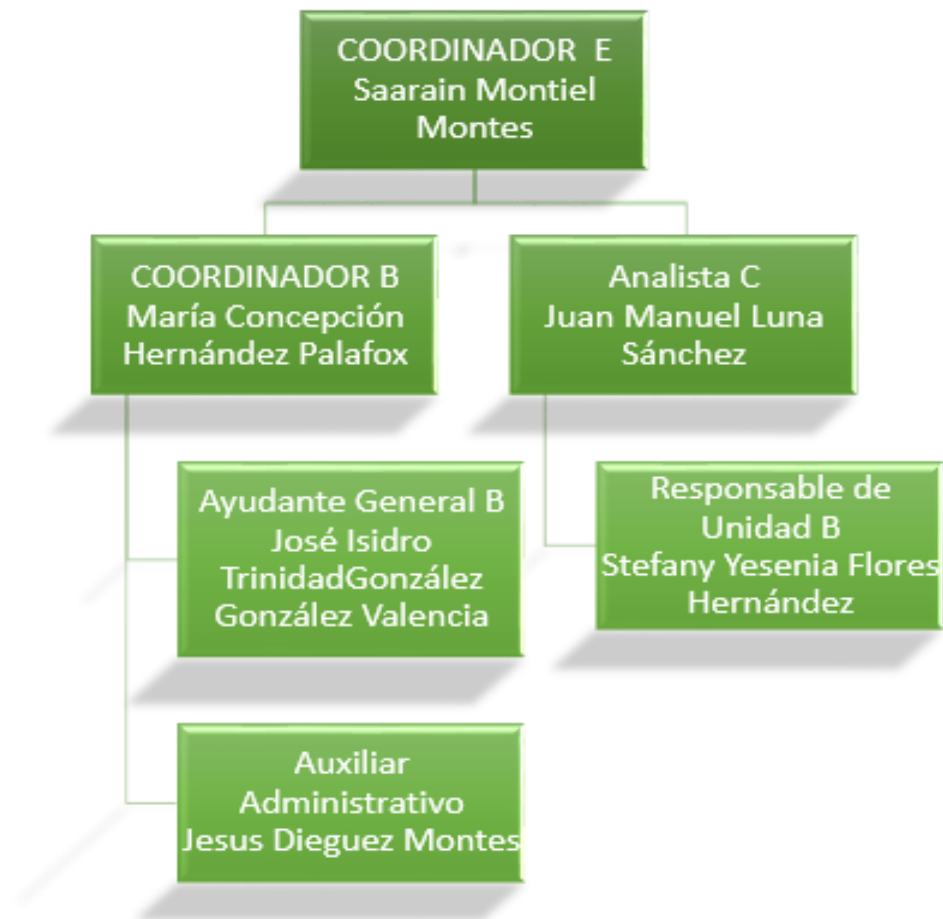 COORDINADOR E
Saarain Montiel
Montes
COORDINADOR B
María Concepción
Hernández Palafox
Analista C
Juan Manuel Luna
Sánchez
Ayudante General B
José Isidro
TrinidadGonzález
González Valencia
Responsable de
Unidad B
Stefany Yesenia Flores
Hernández
Auxiliar
Administrativo
Jesus Dieguez Montes